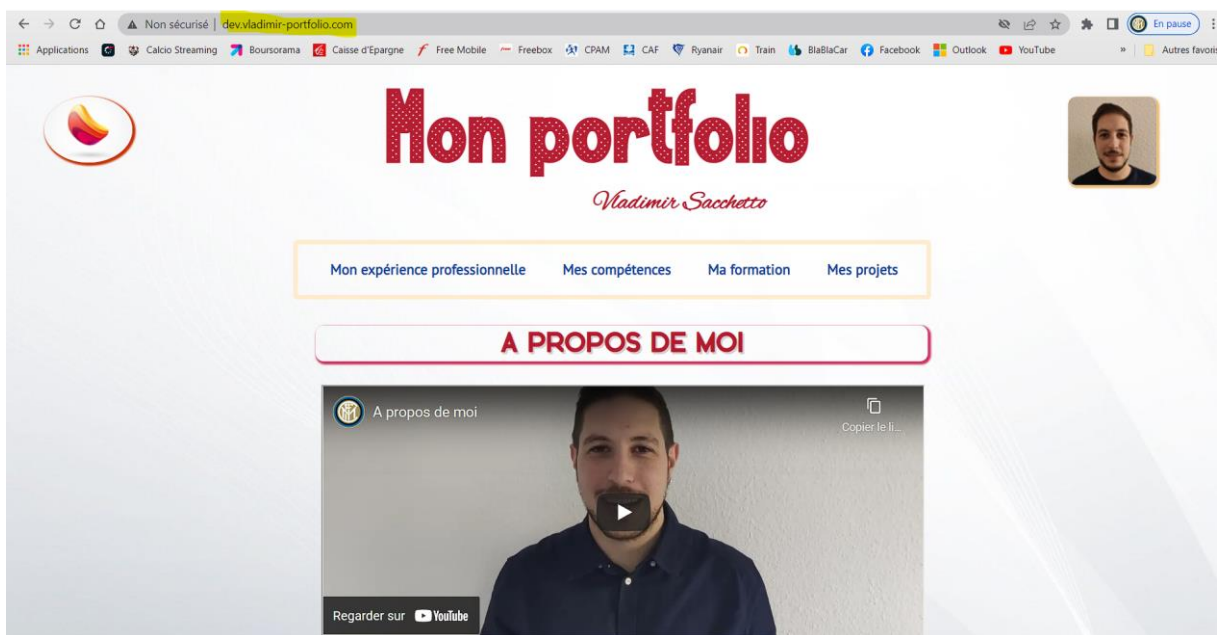 Non sécurisé | dev.vladimir-portfolio.com
En pause
Applications Calcio Streaming Boursorama Caisse d'Epargne Free Mobile Freebox CPAM CAF Ryanair Train BlaBlaCar Facebook Outlook YouTube » Autres favoris
Mon portfolio
Vladimir Sacchetto
Mon expérience professionnelle Mes compétences Ma formation Mes projets
A PROPOS DE MOI
A propos de moi
Copier le li...
Regarder sur YouTube